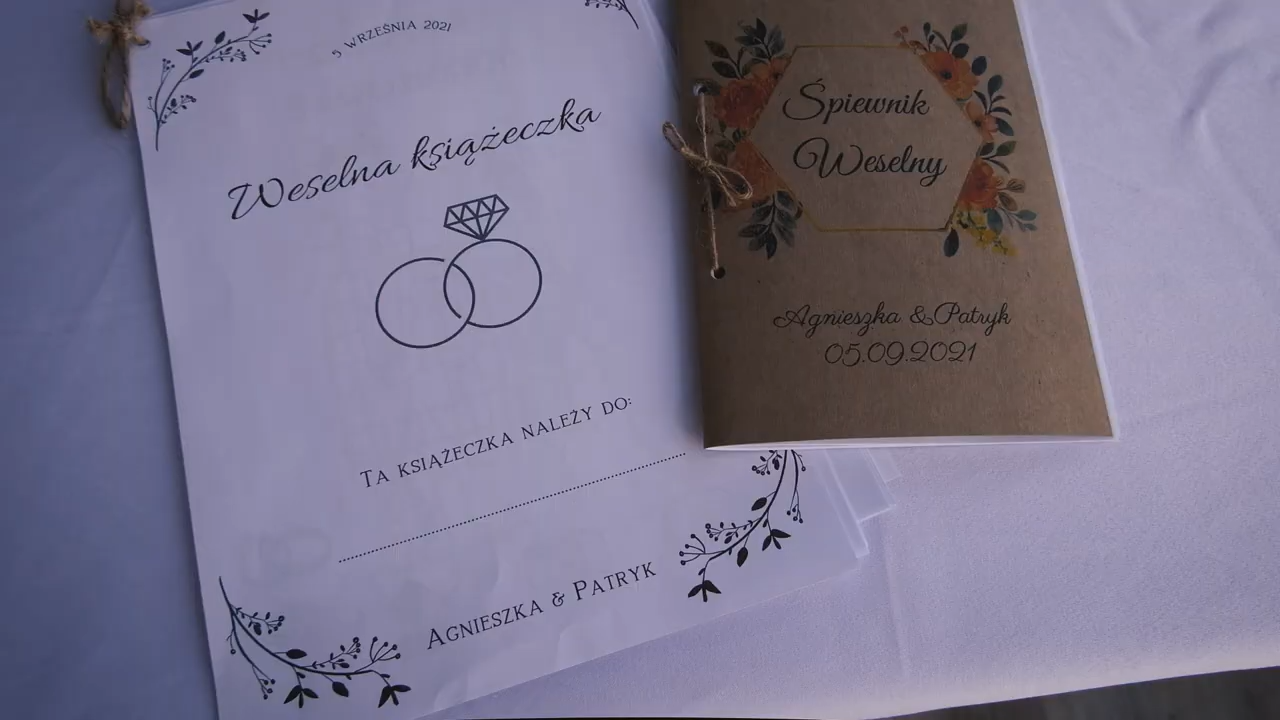 5 WRZEŚNIA 2021
Weselna książeczka
TA KSIĄŻECZKA NALEŻY DO:
AGNIESZKA & PATRYK
Śpiewnik
Weselny
Agnieszka & Patryk
05.09.2021